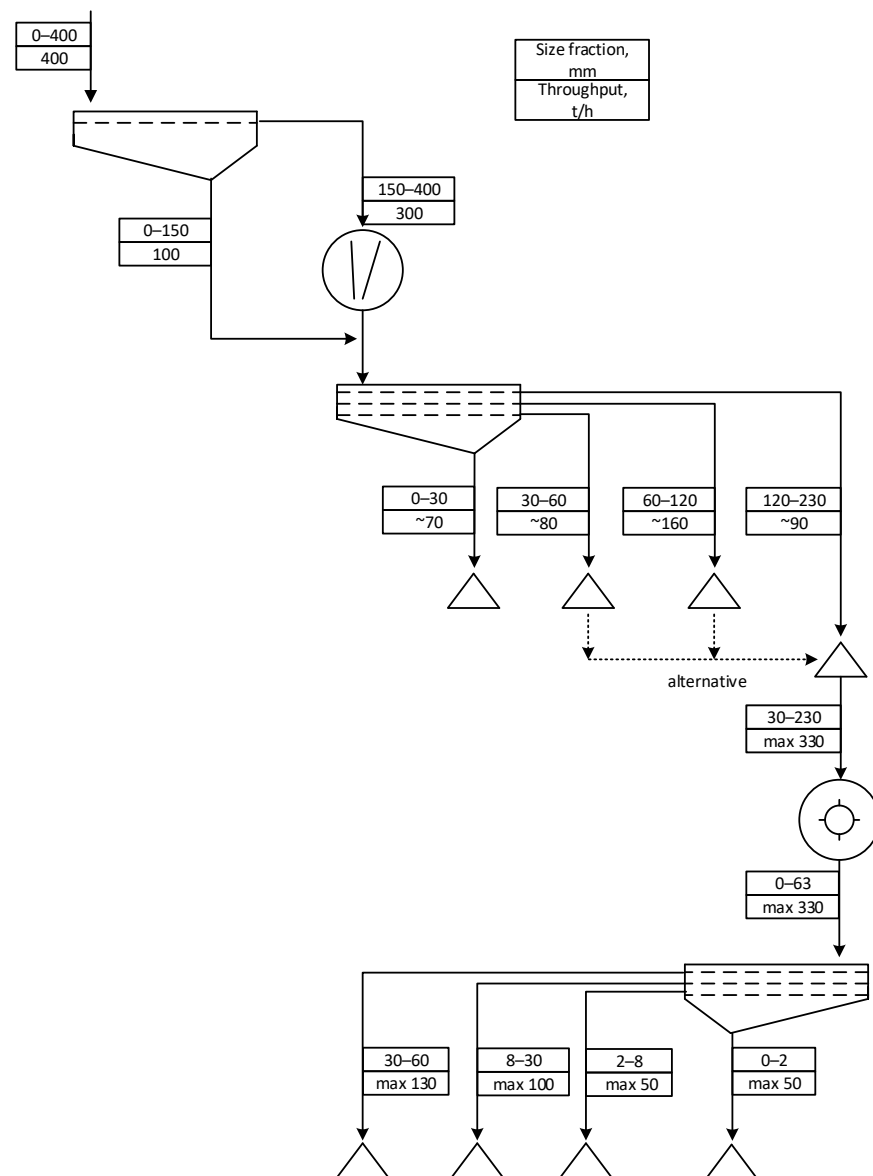 0–400
400
Size fraction,
mm
Throughput,
t/h
150–400
300
0–150
100
0–30
~70
30–60
~80
60–120
~160
120–230
~90
alternative
30–230
max 330
0–63
max 330
30–60
max 130
8–30
max 100
2–8
max 50
0–2
max 50